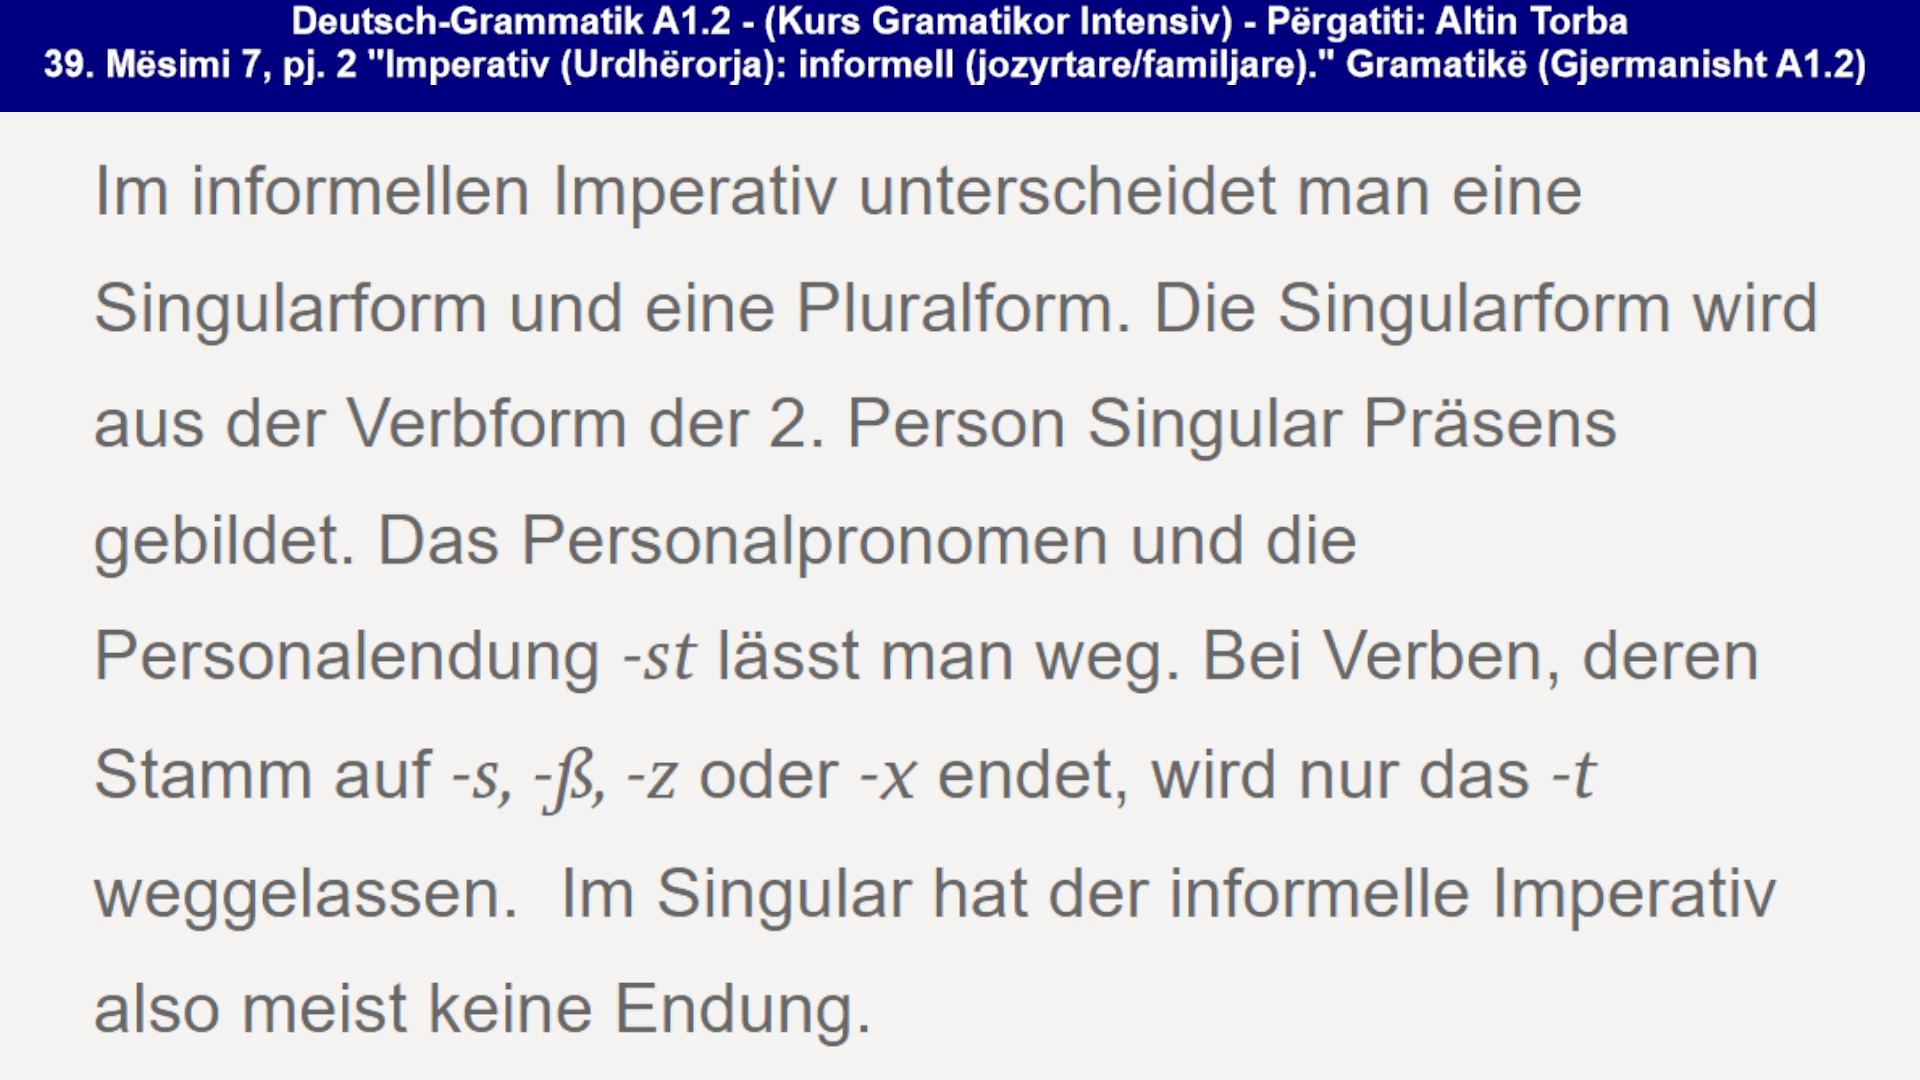 Deutsch-Grammatik A1.2 - (Kurs Gramatikor Intensiv) - Përgatiti: Altin Torba
39. Mësimi 7, pj. 2 "Imperativ (Urdhërorja): informell (jozyrtare/familjare)." Gramatikë (Gjermanisht A1.2)
Im informellen Imperativ unterscheidet man eine
Singularform und eine Pluralform. Die Singularform wird
aus der Verbform der 2. Person Singular Präsens
gebildet. Das Personalpronomen und die
Personalendung -st lässt man weg. Bei Verben, deren
Stamm auf -s, -ß, -z oder -x endet, wird nur das -t
weggelassen.  Im Singular hat der informelle Imperativ
also meist keine Endung.